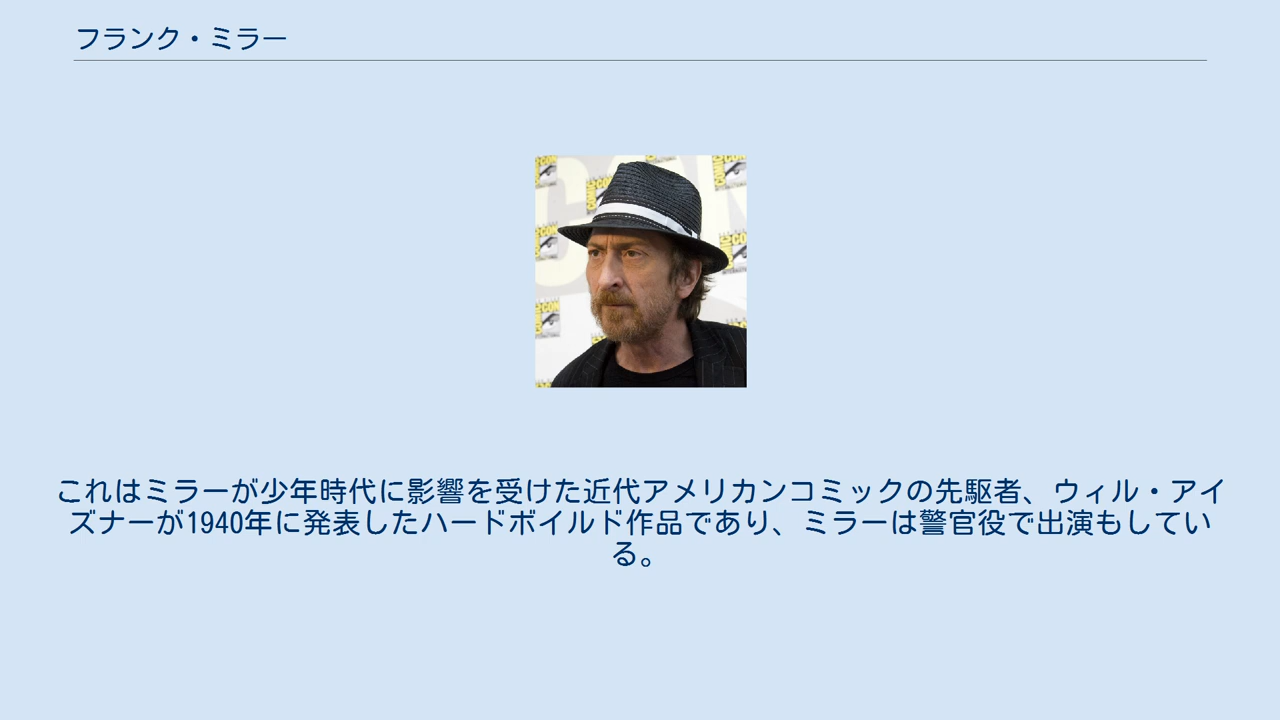 フランク・ミラー
COMIC CON
これはミラーが少年時代に影響を受けた近代アメリカンコミックの先駆者、ウィル・アイ
ズナーが1940年に発表したハードボイルド作品であり、ミラーは警官役で出演もしてい
る。